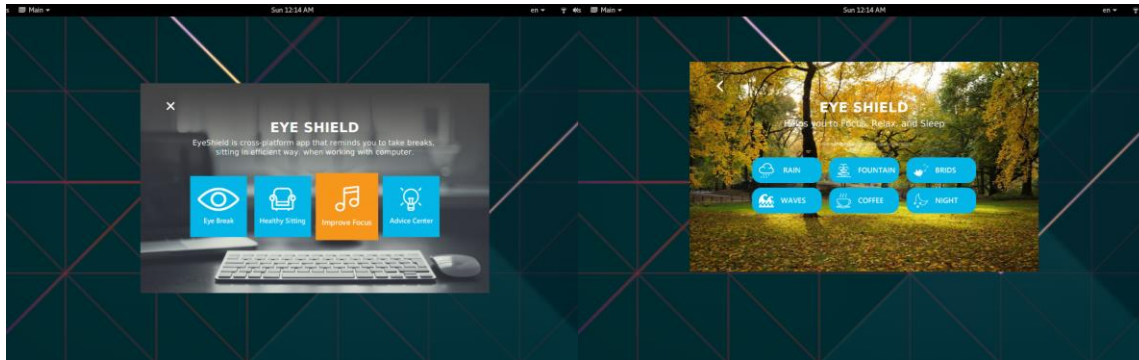 Main
Sun 12:14 AM
en
EYE SHIELD
EyeShield is cross-platform app that reminds you to take breaks,
sitting in efficient way, when working with computer.
Eye Break
Healthy Sitting
Improve Focus
Advice Center
Main
Sun 12:14 AM
en
EYE SHIELD
Helps you to Focus, Relax, and Sleep
RAIN
FOUNTAIN
BRIDS
WAVES
COFFEE
NIGHT